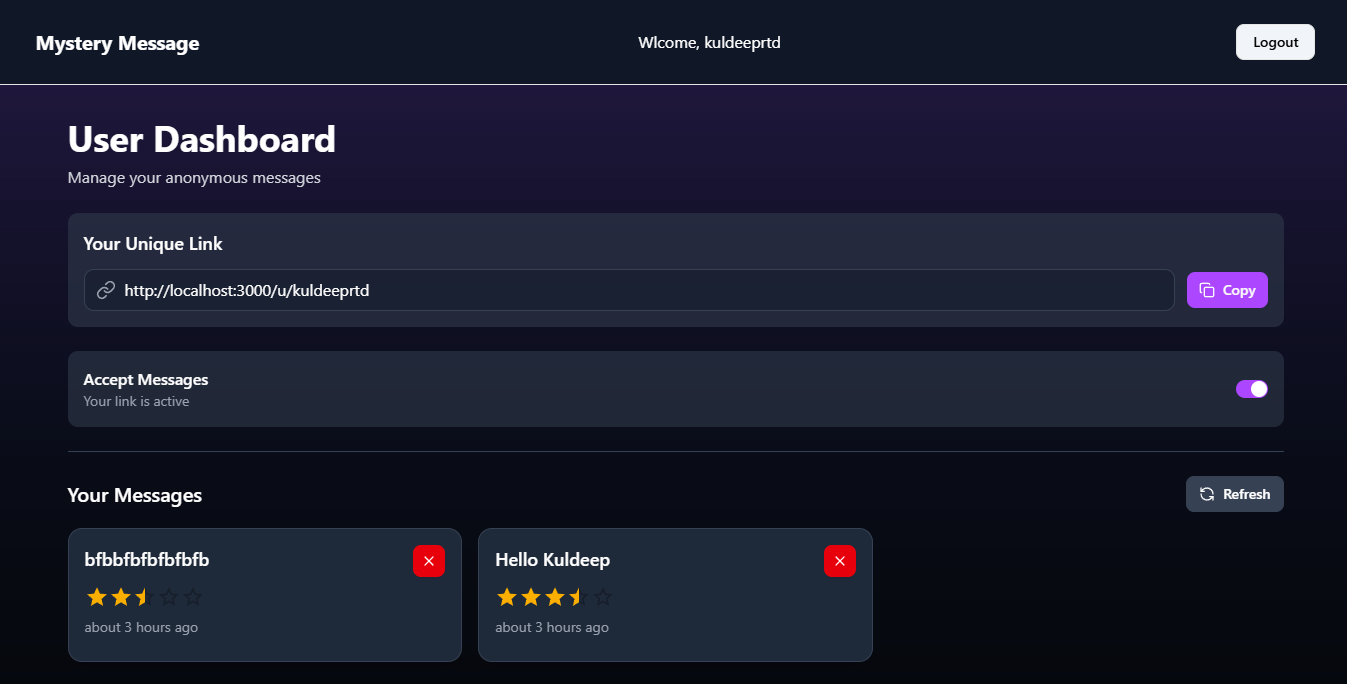 Mystery Message
Wlcome, kuldeeprtd
Logout
User Dashboard
Manage your anonymous messages
Your Unique Link
http://localhost:3000/u/kuldeeprtd
Copy
Accept Messages
Your link is active
Your Messages
Refresh
bfbbfbfbfbfbfb
about 3 hours ago
Hello Kuldeep
about 3 hours ago